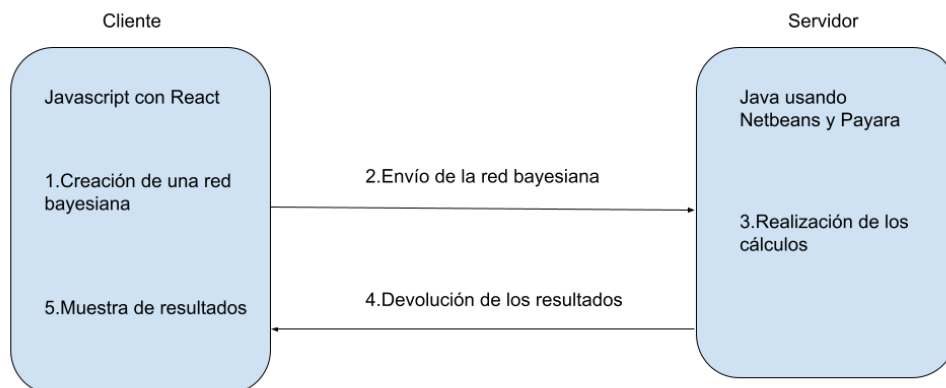 Cliente
Servidor
Javascript con React
Java usando
Netbeans y Payara
1.Creación de una red
bayesiana
2.Envío de la red bayesiana
3.Realización de los
cálculos
4.Devolución de los resultados
5.Muestra de resultados